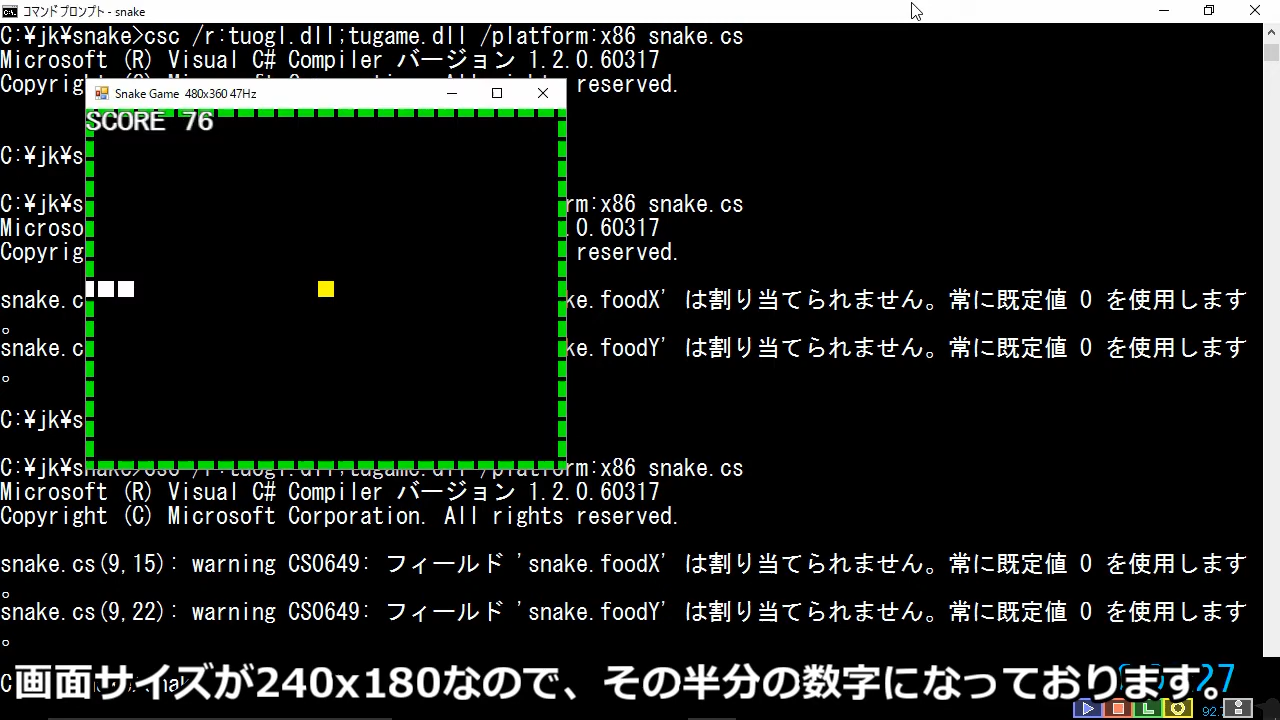 コマンド プロンプト - snake
C:¥jk¥snake>csc /r:tuogl.dll;tugame.dll /platform:x86 snake.cs
Microsoft (R) Visual C# Compiler バージョン 1.2.0.60317
Copyright reserved.
Snake Game 480x360 47Hz
SCORE 76
C:¥jk¥s
C:¥jk¥s rm:x86 snake.cs
Microso .0.60317
Copyrig reserved.
snake.c ke.foodX' は割り当てられません。常に既定値 0 を使用します
。
snake.c ke.foodY' は割り当てられません。常に既定値 0 を使用します
。
C:¥jk¥s
C:¥jk¥snake>csc /r:tuogl.dll;tugame.dll /platform:x86 snake.cs
Microsoft (R) Visual C# Compiler バージョン 1.2.0.60317
Copyright (C) Microsoft Corporation. All rights reserved.
snake.cs(9,15): warning CS0649: フィールド 'snake.foodX' は割り当てられません。常に既定値 0 を使用します
。
snake.cs(9,22): warning CS0649: フィールド 'snake.foodY' は割り当てられません。常に既定値 0 を使用します
。
画面サイズが240x180なので、その半分の数字になっております。